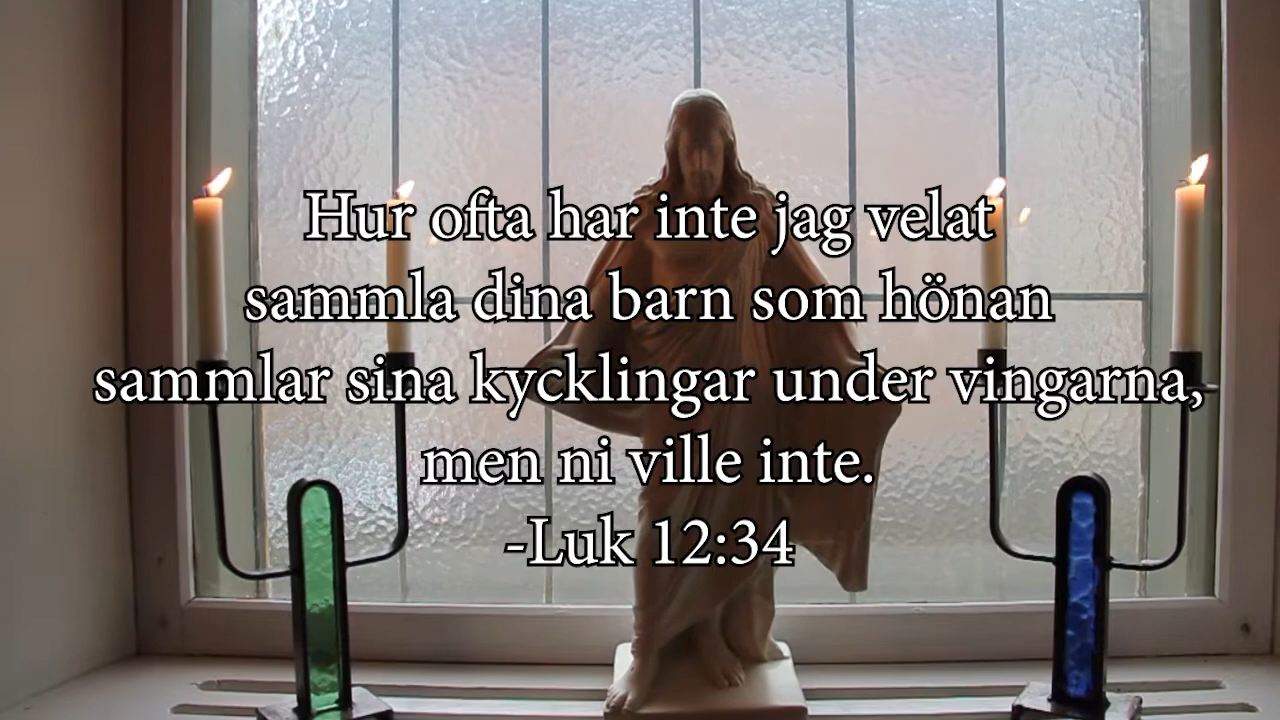 Hur ofta har inte jag velat
sammla dina barn som hönan
sammlar sina kycklingar under vingarna,
men ni ville inte.
-Luk 12:34